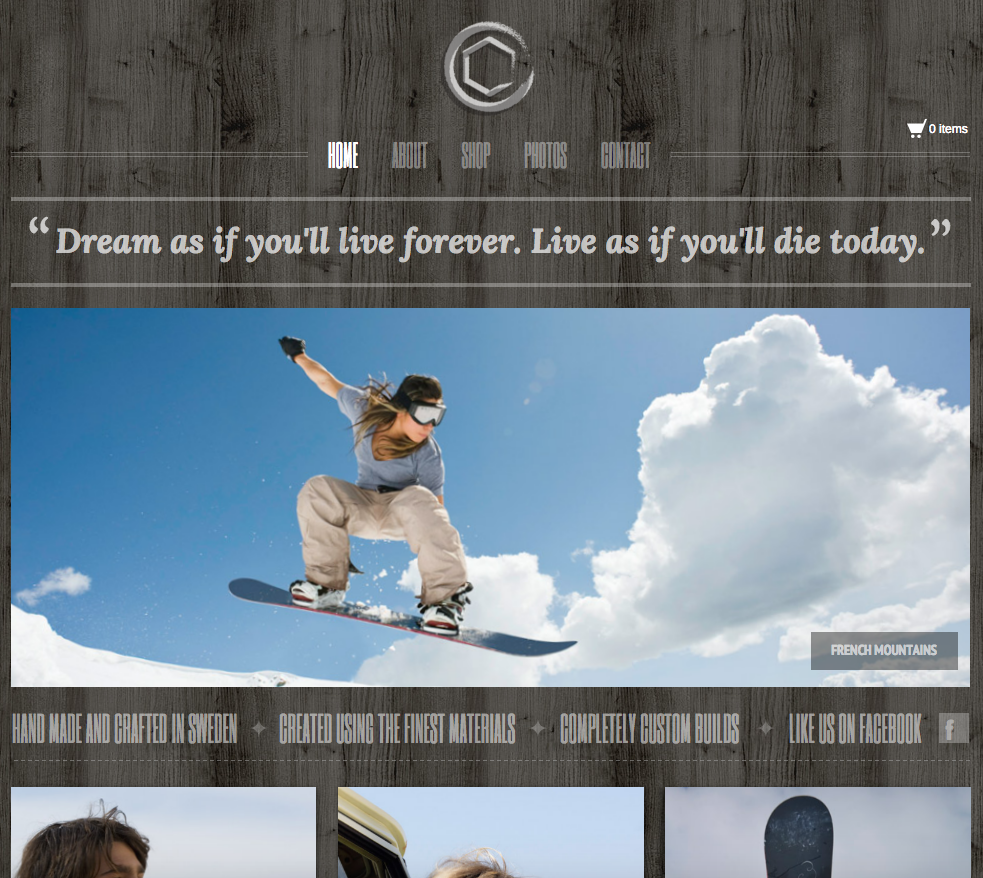 0 items
HOME ABOUT SHOP PHOTOS CONTACT
“Dream as if you'll live forever. Live as if you'll die today.”
FRENCH MOUNTAINS
HAND MADE AND CRAFTED IN SWEDEN ✦ CREATED USING THE FINEST MATERIALS ✦ COMPLETELY CUSTOM BUILDS ✦ LIKE US ON FACEBOOK f